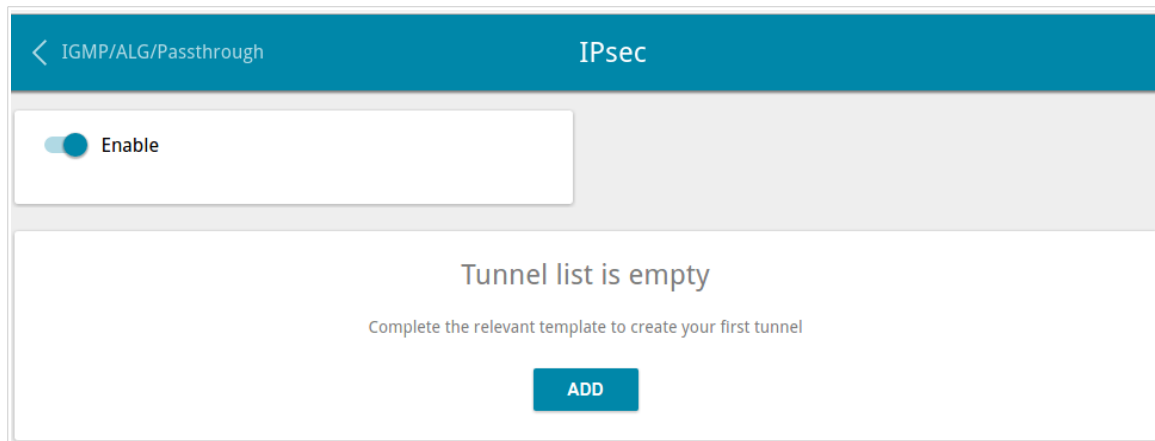 IGMP/ALG/Passthrough
IPsec
Enable
Tunnel list is empty
Complete the relevant template to create your first tunnel
ADD